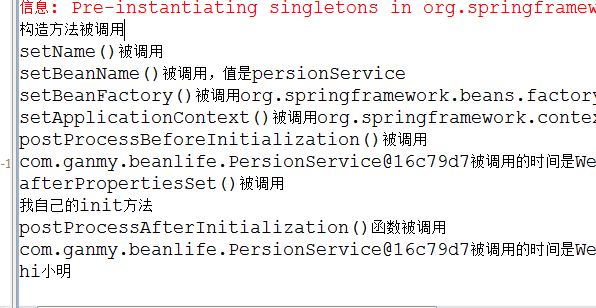 信息: Pre-instantiating singletons in org.springframew
构造方法被调用
setName()被调用
setBeanName()被调用，值是persionService
setBeanFactory()被调用org.springframework.beans.factory
setApplicationContext()被调用org.springframework.contex
postProcessBeforeInitialization()被调用
-1 com.ganmy.beanlife.PersionService@16c79d7被调用的时间是We
afterPropertiesSet()被调用
我自己的init方法
postProcessAfterInitialization()函数被调用
com.ganmy.beanlife.PersionService@16c79d7被调用的时间是We
hi小明